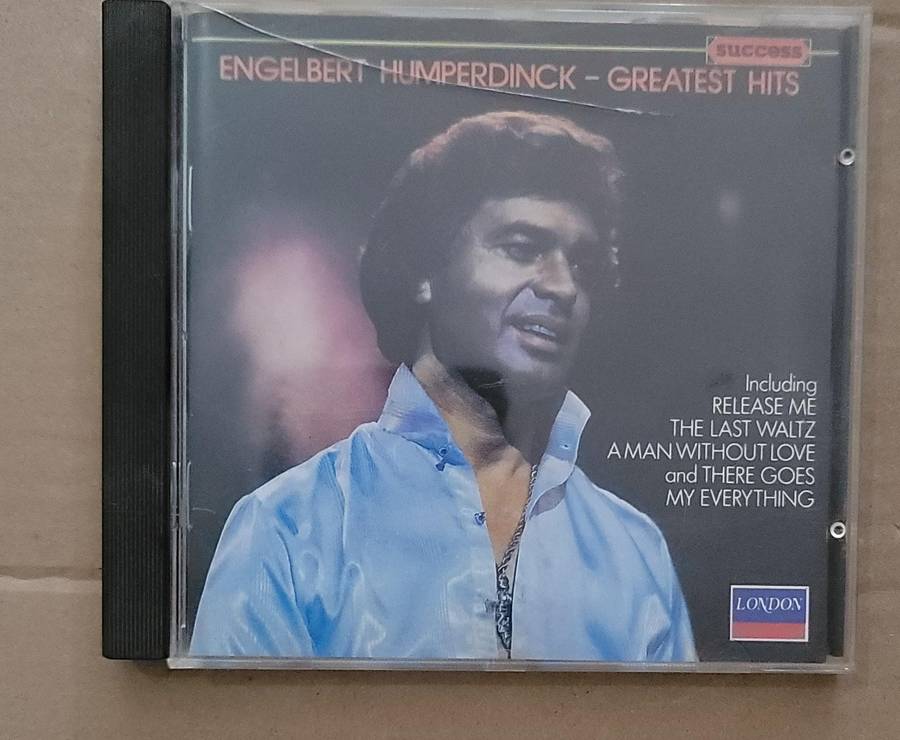 success
ENGELBERT HUMPERDINCK – GREATEST HITS
Including
RELEASE ME
THE LAST WALTZ
A MAN WITHOUT LOVE
and THERE GOES
MY EVERYTHING
LONDON